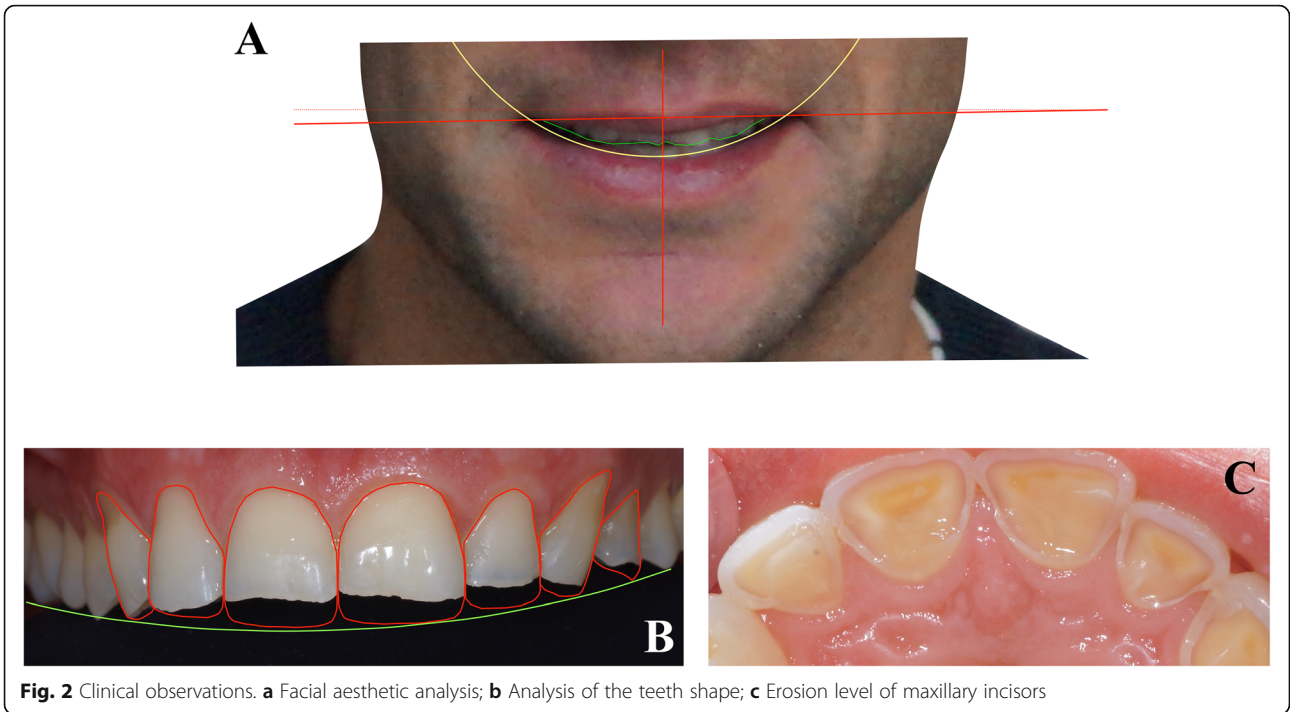 A
B
C
Fig. 2 Clinical observations. a Facial aesthetic analysis; b Analysis of the teeth shape; c Erosion level of maxillary incisors